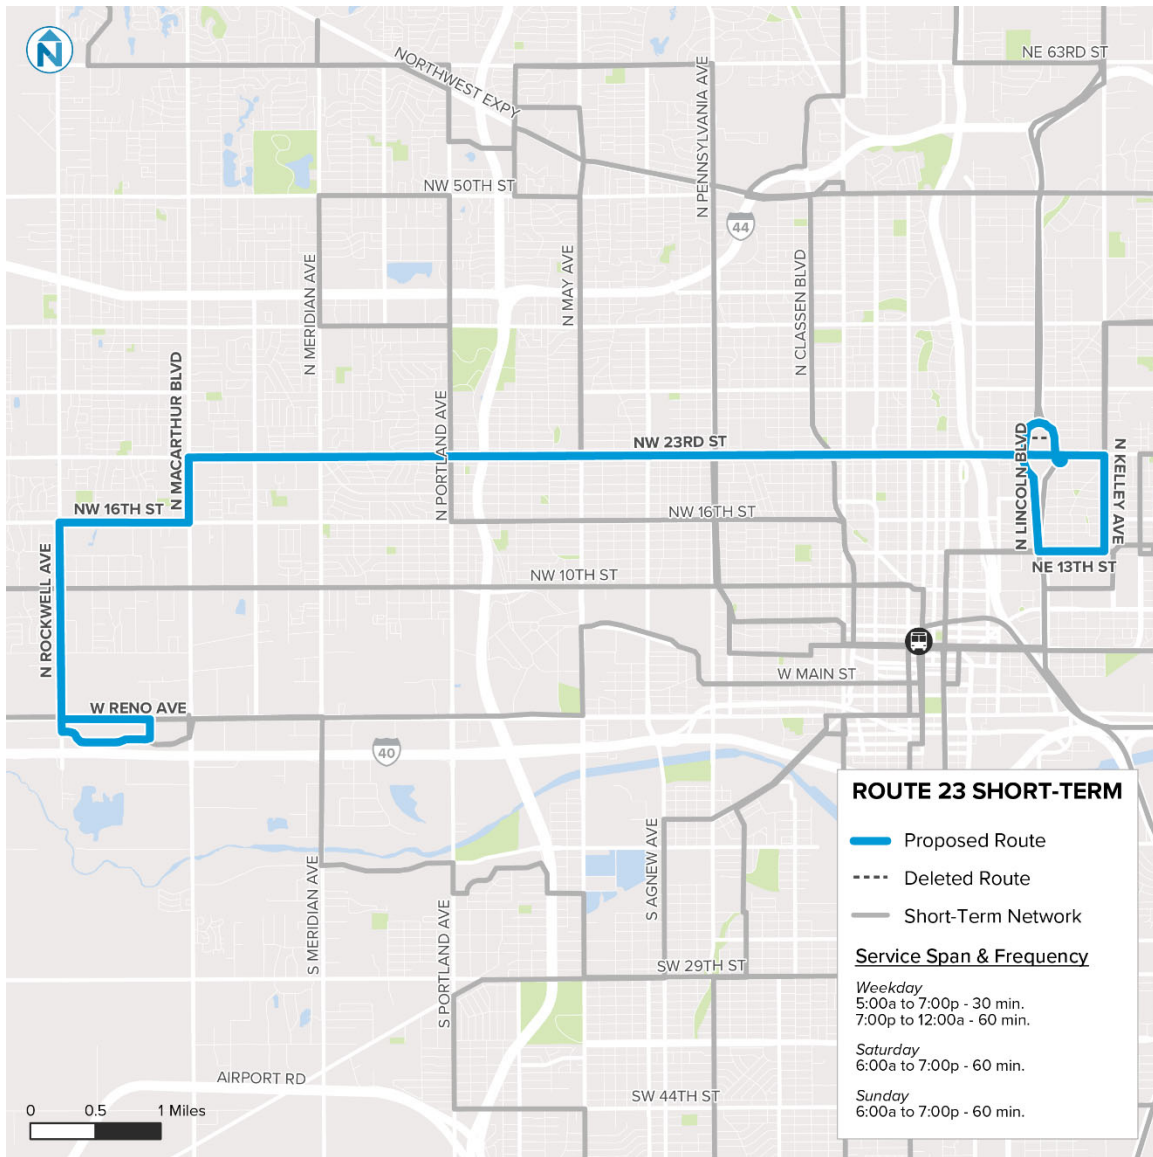 N
NE 63RD ST
NORTHWEST EXPY
N PENNSYLVANIA AVE
NW 50TH ST
44
N MERIDIAN AVE
N MAY AVE
N CLASSEN BLVD
N MACARTHUR BLVD
N PORTLAND AVE
NW 23RD ST
N LINCOLN BLVD
N KELLEY AVE
NW 16TH ST
NW 16TH ST
N ROCKWELL AVE
NW 10TH ST
NE 13TH ST
W MAIN ST
W RENO AVE
40
S MERIDIAN AVE
S PORTLAND AVE
S AGNEW AVE
SW 29TH ST
AIRPORT RD
SW 44TH ST
0 0.5 1 Miles
ROUTE 23 SHORT-TERM
Proposed Route
Deleted Route
Short-Term Network
Service Span & Frequency
Weekday
5:00a to 7:00p - 30 min.
7:00p to 12:00a - 60 min.
Saturday
6:00a to 7:00p - 60 min.
Sunday
6:00a to 7:00p - 60 min.